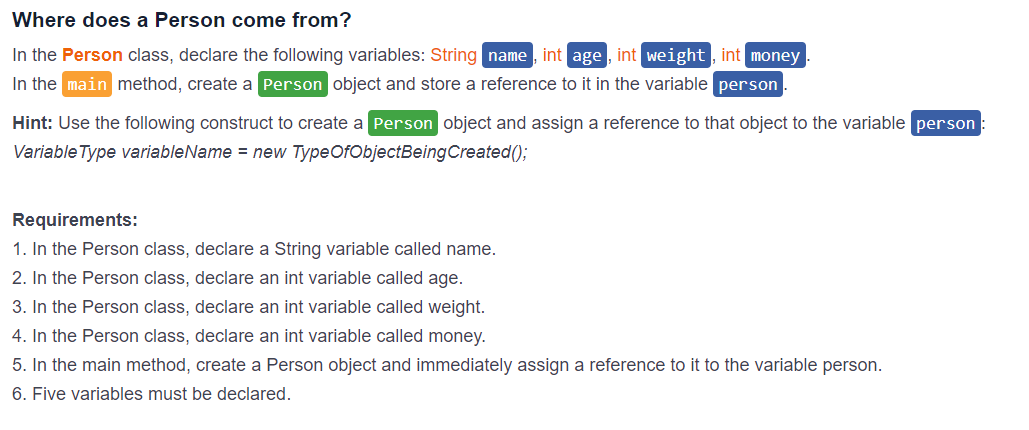 Where does a Person come from?
In the Person class, declare the following variables: String name, int age, int weight, int money.
In the main method, create a Person object and store a reference to it in the variable person.
Hint: Use the following construct to create a Person object and assign a reference to that object to the variable person:
VariableType variableName = new TypeOfObjectBeingCreated();
Requirements:
1. In the Person class, declare a String variable called name.
2. In the Person class, declare an int variable called age.
3. In the Person class, declare an int variable called weight.
4. In the Person class, declare an int variable called money.
5. In the main method, create a Person object and immediately assign a reference to it to the variable person.
6. Five variables must be declared.